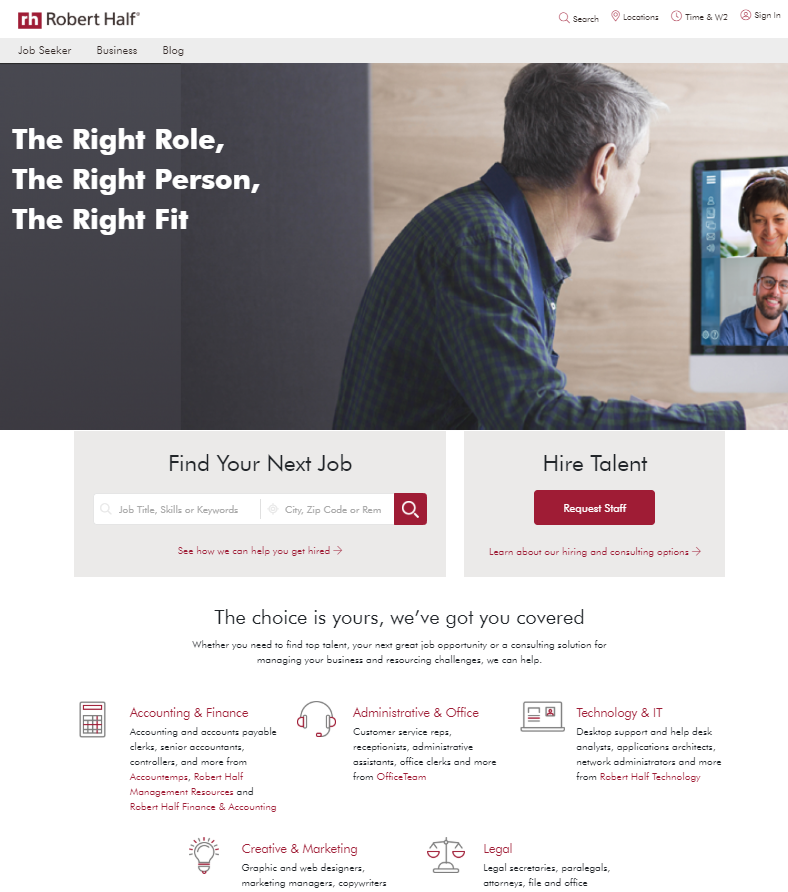 rh Robert Half®
Search
Locations
Time & W2
Sign In
Job Seeker
Business
Blog
The Right Role,
The Right Person,
The Right Fit
Find Your Next Job
Job Title, Skills or Keywords
City, Zip Code or Rem
See how we can help you get hired →
Hire Talent
Request Staff
Learn about our hiring and consulting options →
The choice is yours, we’ve got you covered
Whether you need to find top talent, your next great job opportunity or a consulting solution for
managing your business and resourcing challenges, we can help.
Accounting & Finance
Accounting and accounts payable
clerks, senior accountants,
controllers, and more from
Accountemps, Robert Half
Management Resources and
Robert Half Finance & Accounting
Administrative & Office
Customer service reps,
receptionists, administrative
assistants, office clerks and more
from OfficeTeam
Technology & IT
Desktop support and help desk
analysts, applications architects,
network administrators and more
from Robert Half Technology
Creative & Marketing
Graphic and web designers,
marketing managers, copywriters
Legal
Legal secretaries, paralegals,
attorneys, file and office